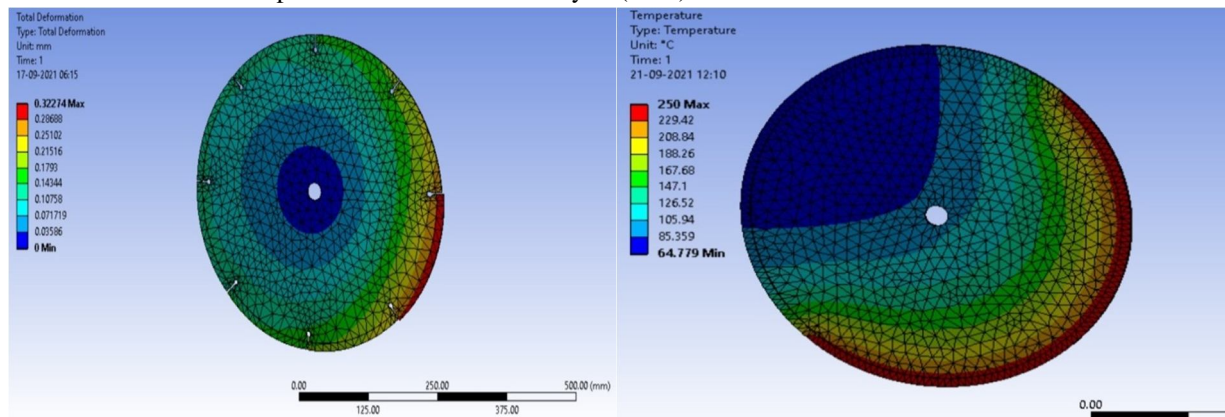 Total Deformation
Type: Total Deformation
Unit: mm
Time: 1
17-09-2021 06:15
0.32274 Max
0.28688
0.25102
0.21516
0.1793
0.14344
0.10758
0.071719
0.03586
0 Min
0.00
250.00
500.00 (mm)
125.00
375.00
Temperature
Type: Temperature
Unit: °C
Time: 1
21-09-2021 12:10
250 Max
229.42
208.84
188.26
167.68
147.1
126.52
105.94
85.359
64.779 Min
0.00